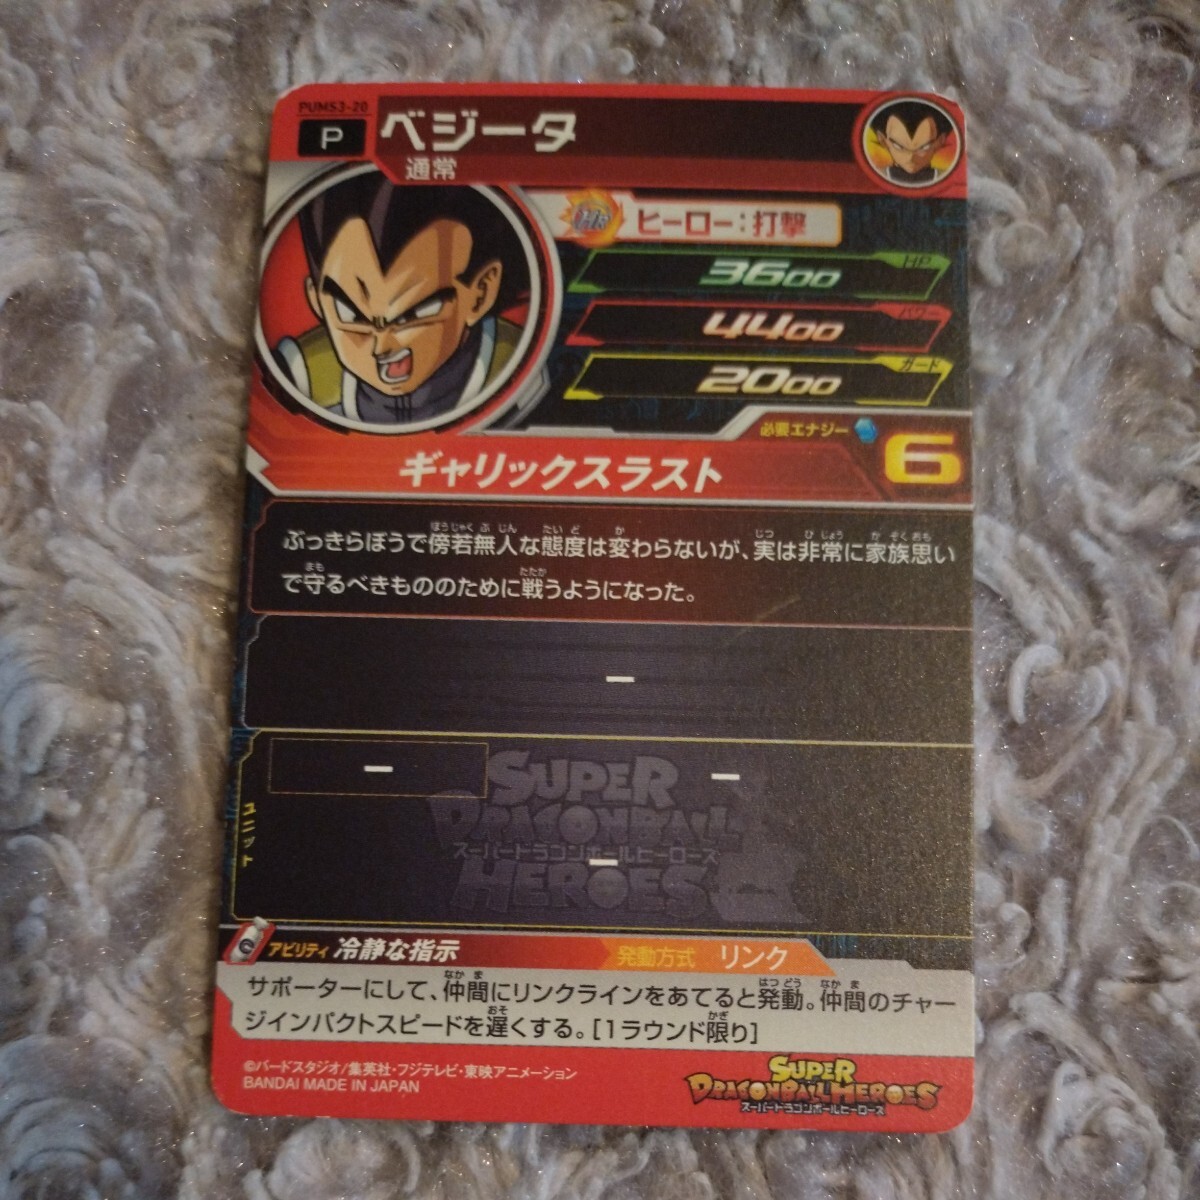 PUMS3-20
P
ベジータ
通常
Hr
ヒーロー:打撃
3600 HP
4400 パワー
2000 ガード
必要エナジー 6
ギャリックスラスト
ぶっきらぼうで傍若無人な態度は変わらないが、実は非常に家族思い
で守るべきもののために戦うようになった。
ー
ユニット
ー
ー
ー
SUPER
DRAGONBALL
スーパードラゴンボールヒーローズ
HEROES
アビリティ 冷静な指示 発動方式 リンク
サポーターにして、仲間にリンクラインをあてると発動。仲間のチャー
ジインパクトスピードを遅くする。[1ラウンド限り]
©バードスタジオ/集英社・フジテレビ・東映アニメーション
BANDAI MADE IN JAPAN
SUPER
DRAGONBALL HEROES
スーパードラゴンボールヒーローズ